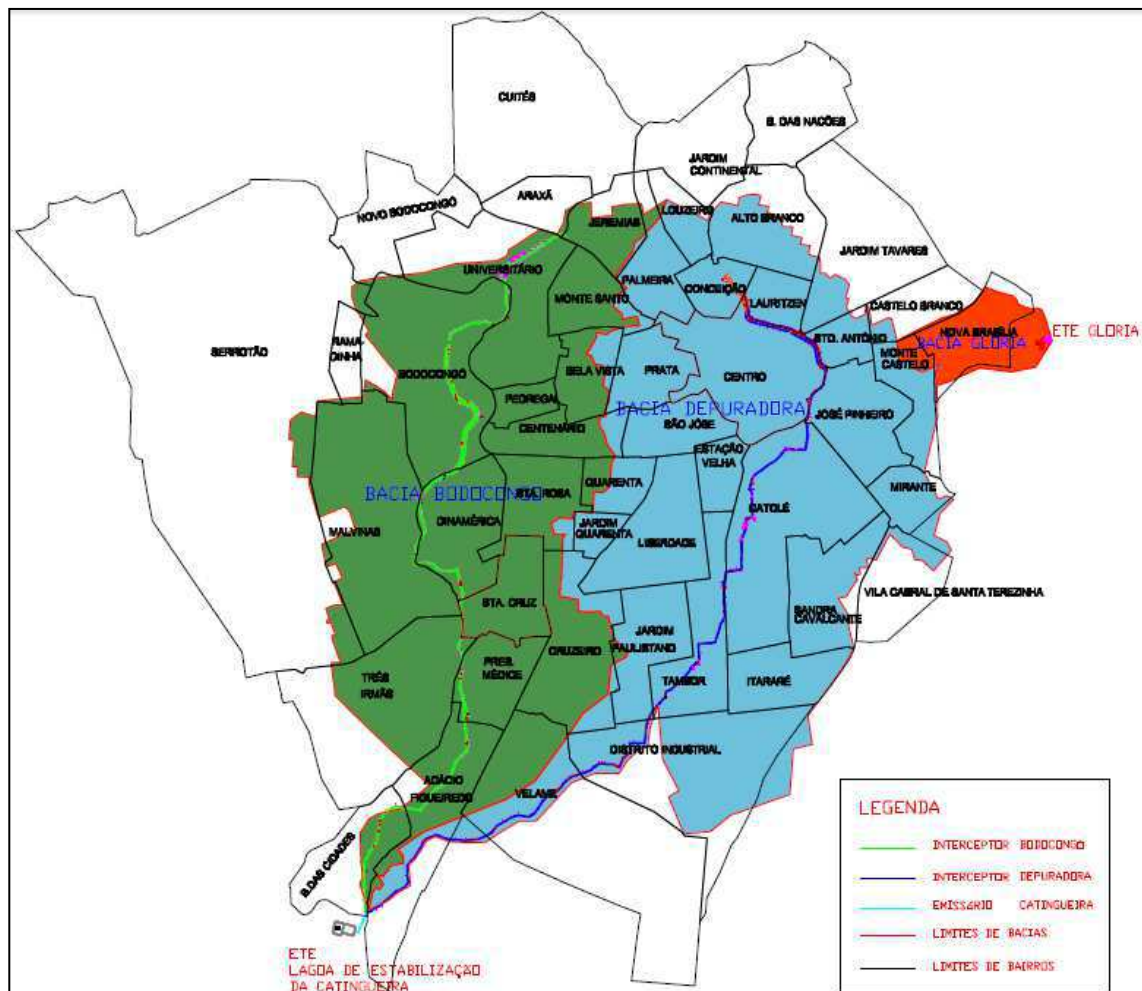 CUITÉS
B. DAS NAÇÕES
JARDIM
CONTINENTAL
ARAXÁ
NOVO BODOCONGÓ
LOUZEIRO
JEREMIAS
ALTO BRANCO
JARDIM TAVARES
UNIVERSITÁRIO
PALMEIRA
CONCEIÇÃO
MONTE SANTO
LAURITZEN
CASTELO BRANCO
NOVA BRASÍLIA
ETE GLORIA
BACIA GLORIA
STO. ANTÔNIO
MONTE
CASTELO
SERROTÃO
RAMA-
DINHA
BODOCONGÓ
BELA VISTA
PRATA
CENTRO
PEDREGAL
BACIA DEPURADORA
JOSÉ PINHEIRO
SÃO JÓSE
CENTENÁRIO
ESTAÇÃO
VELHA
QUARENTA
MIRANTE
BACIA BODOCONGO
STA. ROSA
CATOLÉ
DINAMÉRICA
JARDIM
QUARENTA
MALVINAS
LIBERDADE
VILA CABRAL DE SANTA TEREZINHA
STA. CRUZ
SANDRA
CAVALCANTE
JARDIM
PAULISTANO
CRUZEIRO
PRES.
MÉDICE
TRÊS
IRMÃS
TAMBOR
ITARARÉ
DISTRITO INDUSTRIAL
ADÁCIO
FIGUEIREDO
VELAME
B.DAS CIDADES
ETE
LAGOA DE ESTABILIZAÇÃO
DA CATINGUEIRA
LEGENDA
INTERCEPTOR BODOCONGO
INTERCEPTOR DEPURADORA
EMISSÁRIO CATINGUEIRA
LIMITES DE BACIAS
LIMITES DE BAIRROS